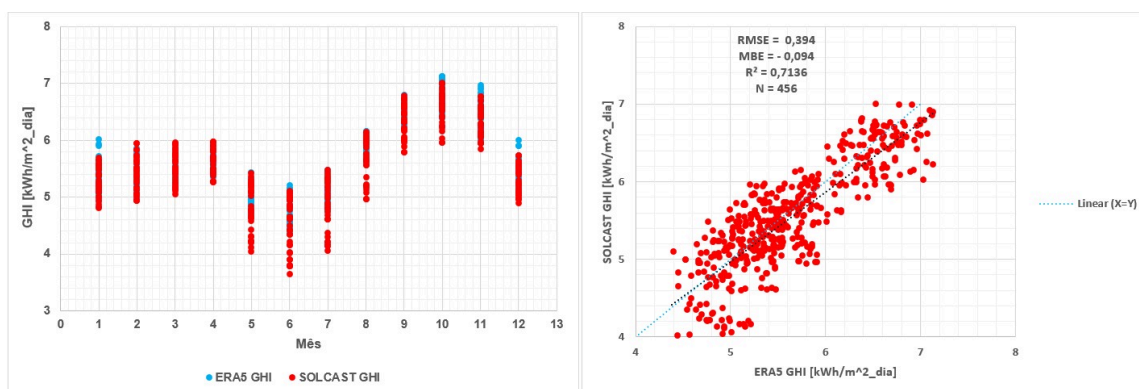 8
7
6
5
4
3
GHI [kWh/m^2_dia]
0 1 2 3 4 5 6 7 8 9 10 11 12 13
Mês
ERA5 GHI SOLCAST GHI
RMSE = 0,394
MBE = - 0,094
R² = 0,7136
N = 456
8
7
6
5
4
SOLCAST GHI [kWh/m^2_dia]
4 5 6 7 8
ERA5 GHI [kWh/m^2_dia]
Linear (X=Y)